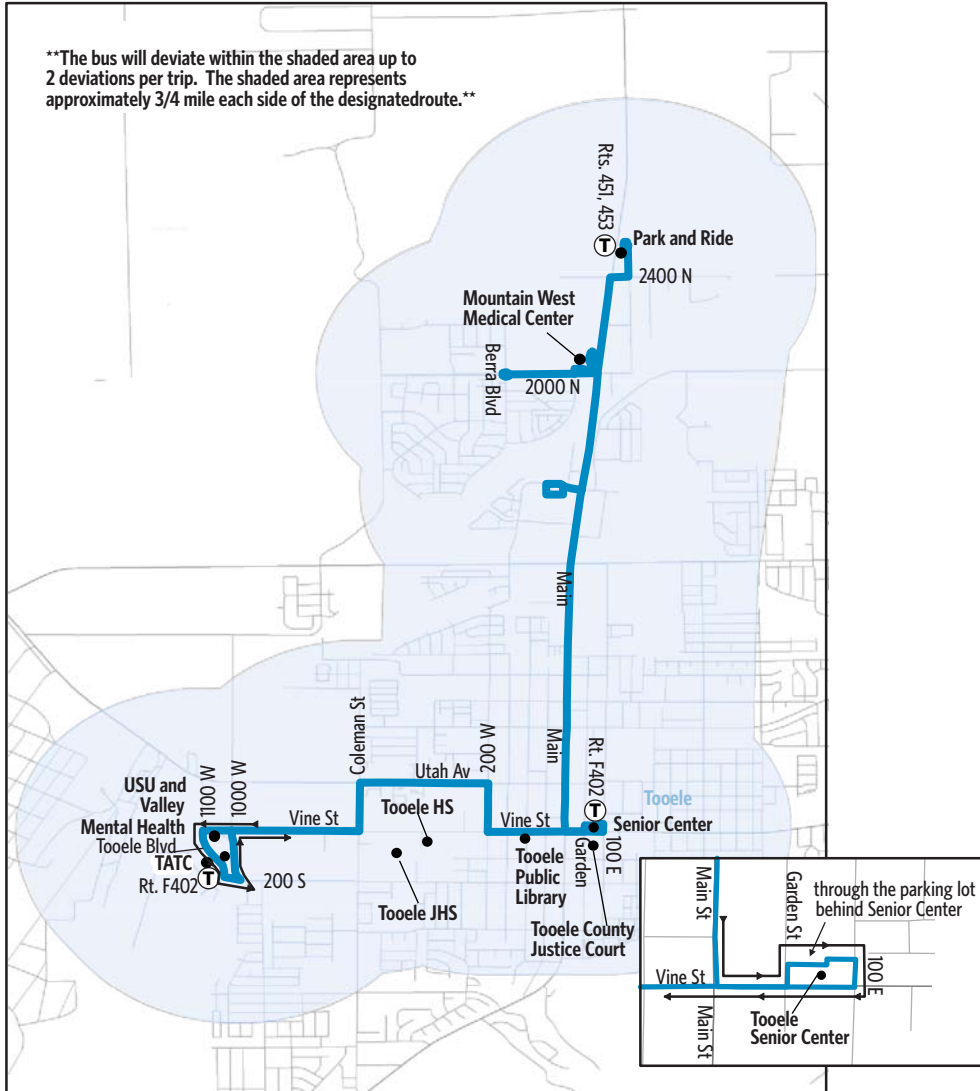 **The bus will deviate within the shaded area up to
2 deviations per trip. The shaded area represents
approximately 3/4 mile each side of the designatedroute.**
Rts. 451, 453
T
Park and Ride
2400 N
Mountain West
Medical Center
Berra Blvd
2000 N
Main
Main
Coleman St
Utah Av
200 W
Rt. F402
T
Tooele
Senior Center
USU and
Valley
Mental Health
1100 W
1000 W
Vine St
Tooele HS
Vine St
Garden
100 E
Tooele Blvd
TATC
Rt. F402
T
200 S
Tooele JHS
Tooele
Public
Library
Tooele County
Justice Court
Main St
Garden St
through the parking lot
behind Senior Center
Vine St
100 E
Main St
Tooele
Senior Center